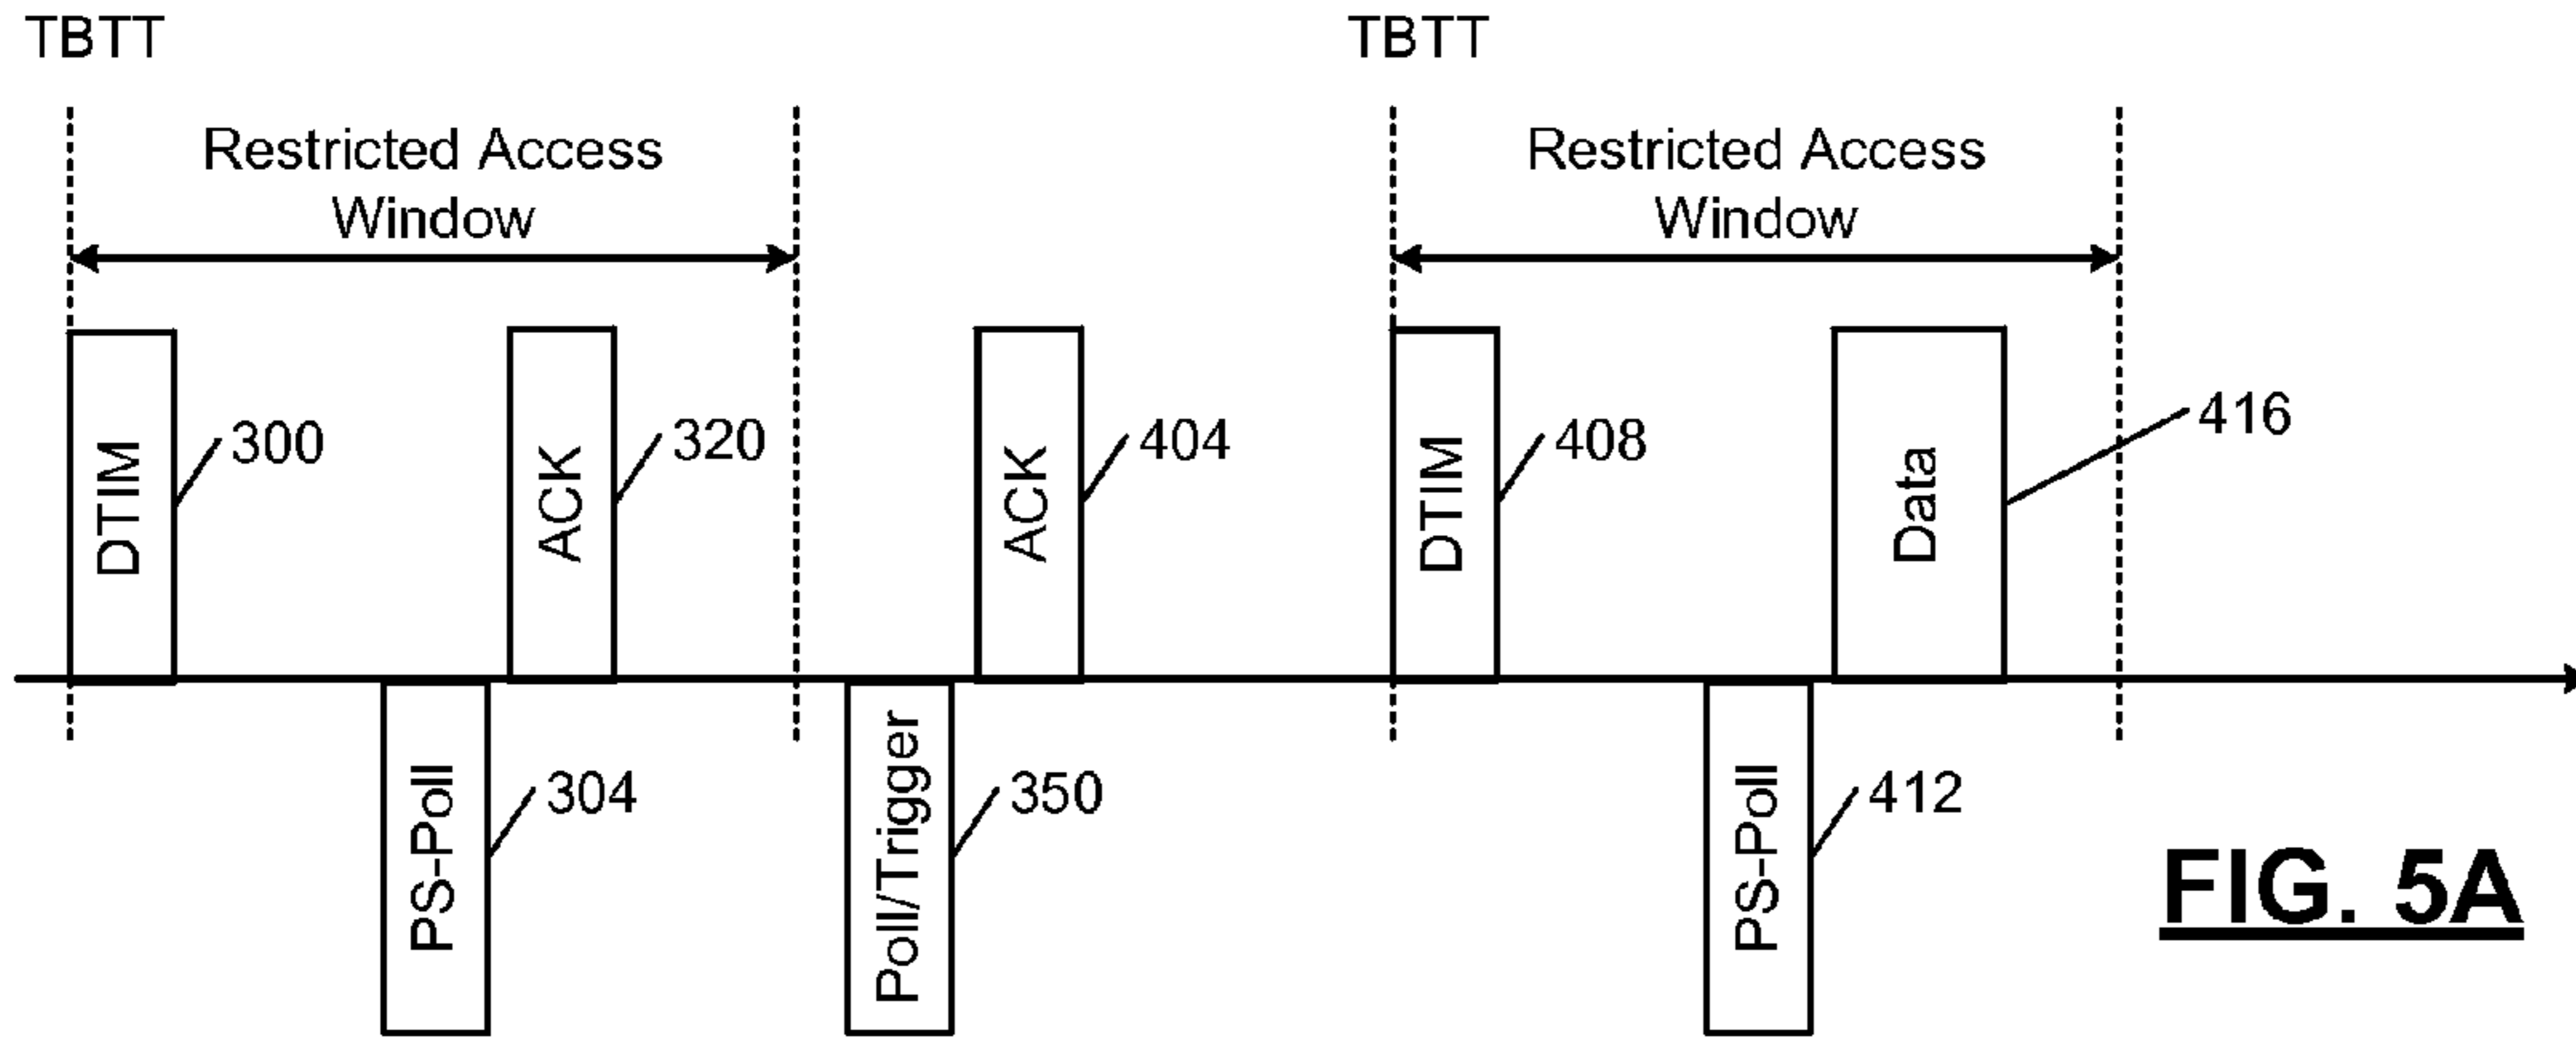 TBTT
TBTT
Restricted Access
Window
Restricted Access
Window
DTIM
300
ACK
320
ACK
404
DTIM
408
Data
416
PS-Poll
304
Poll/Trigger
350
PS-Poll
412
FIG. 5A